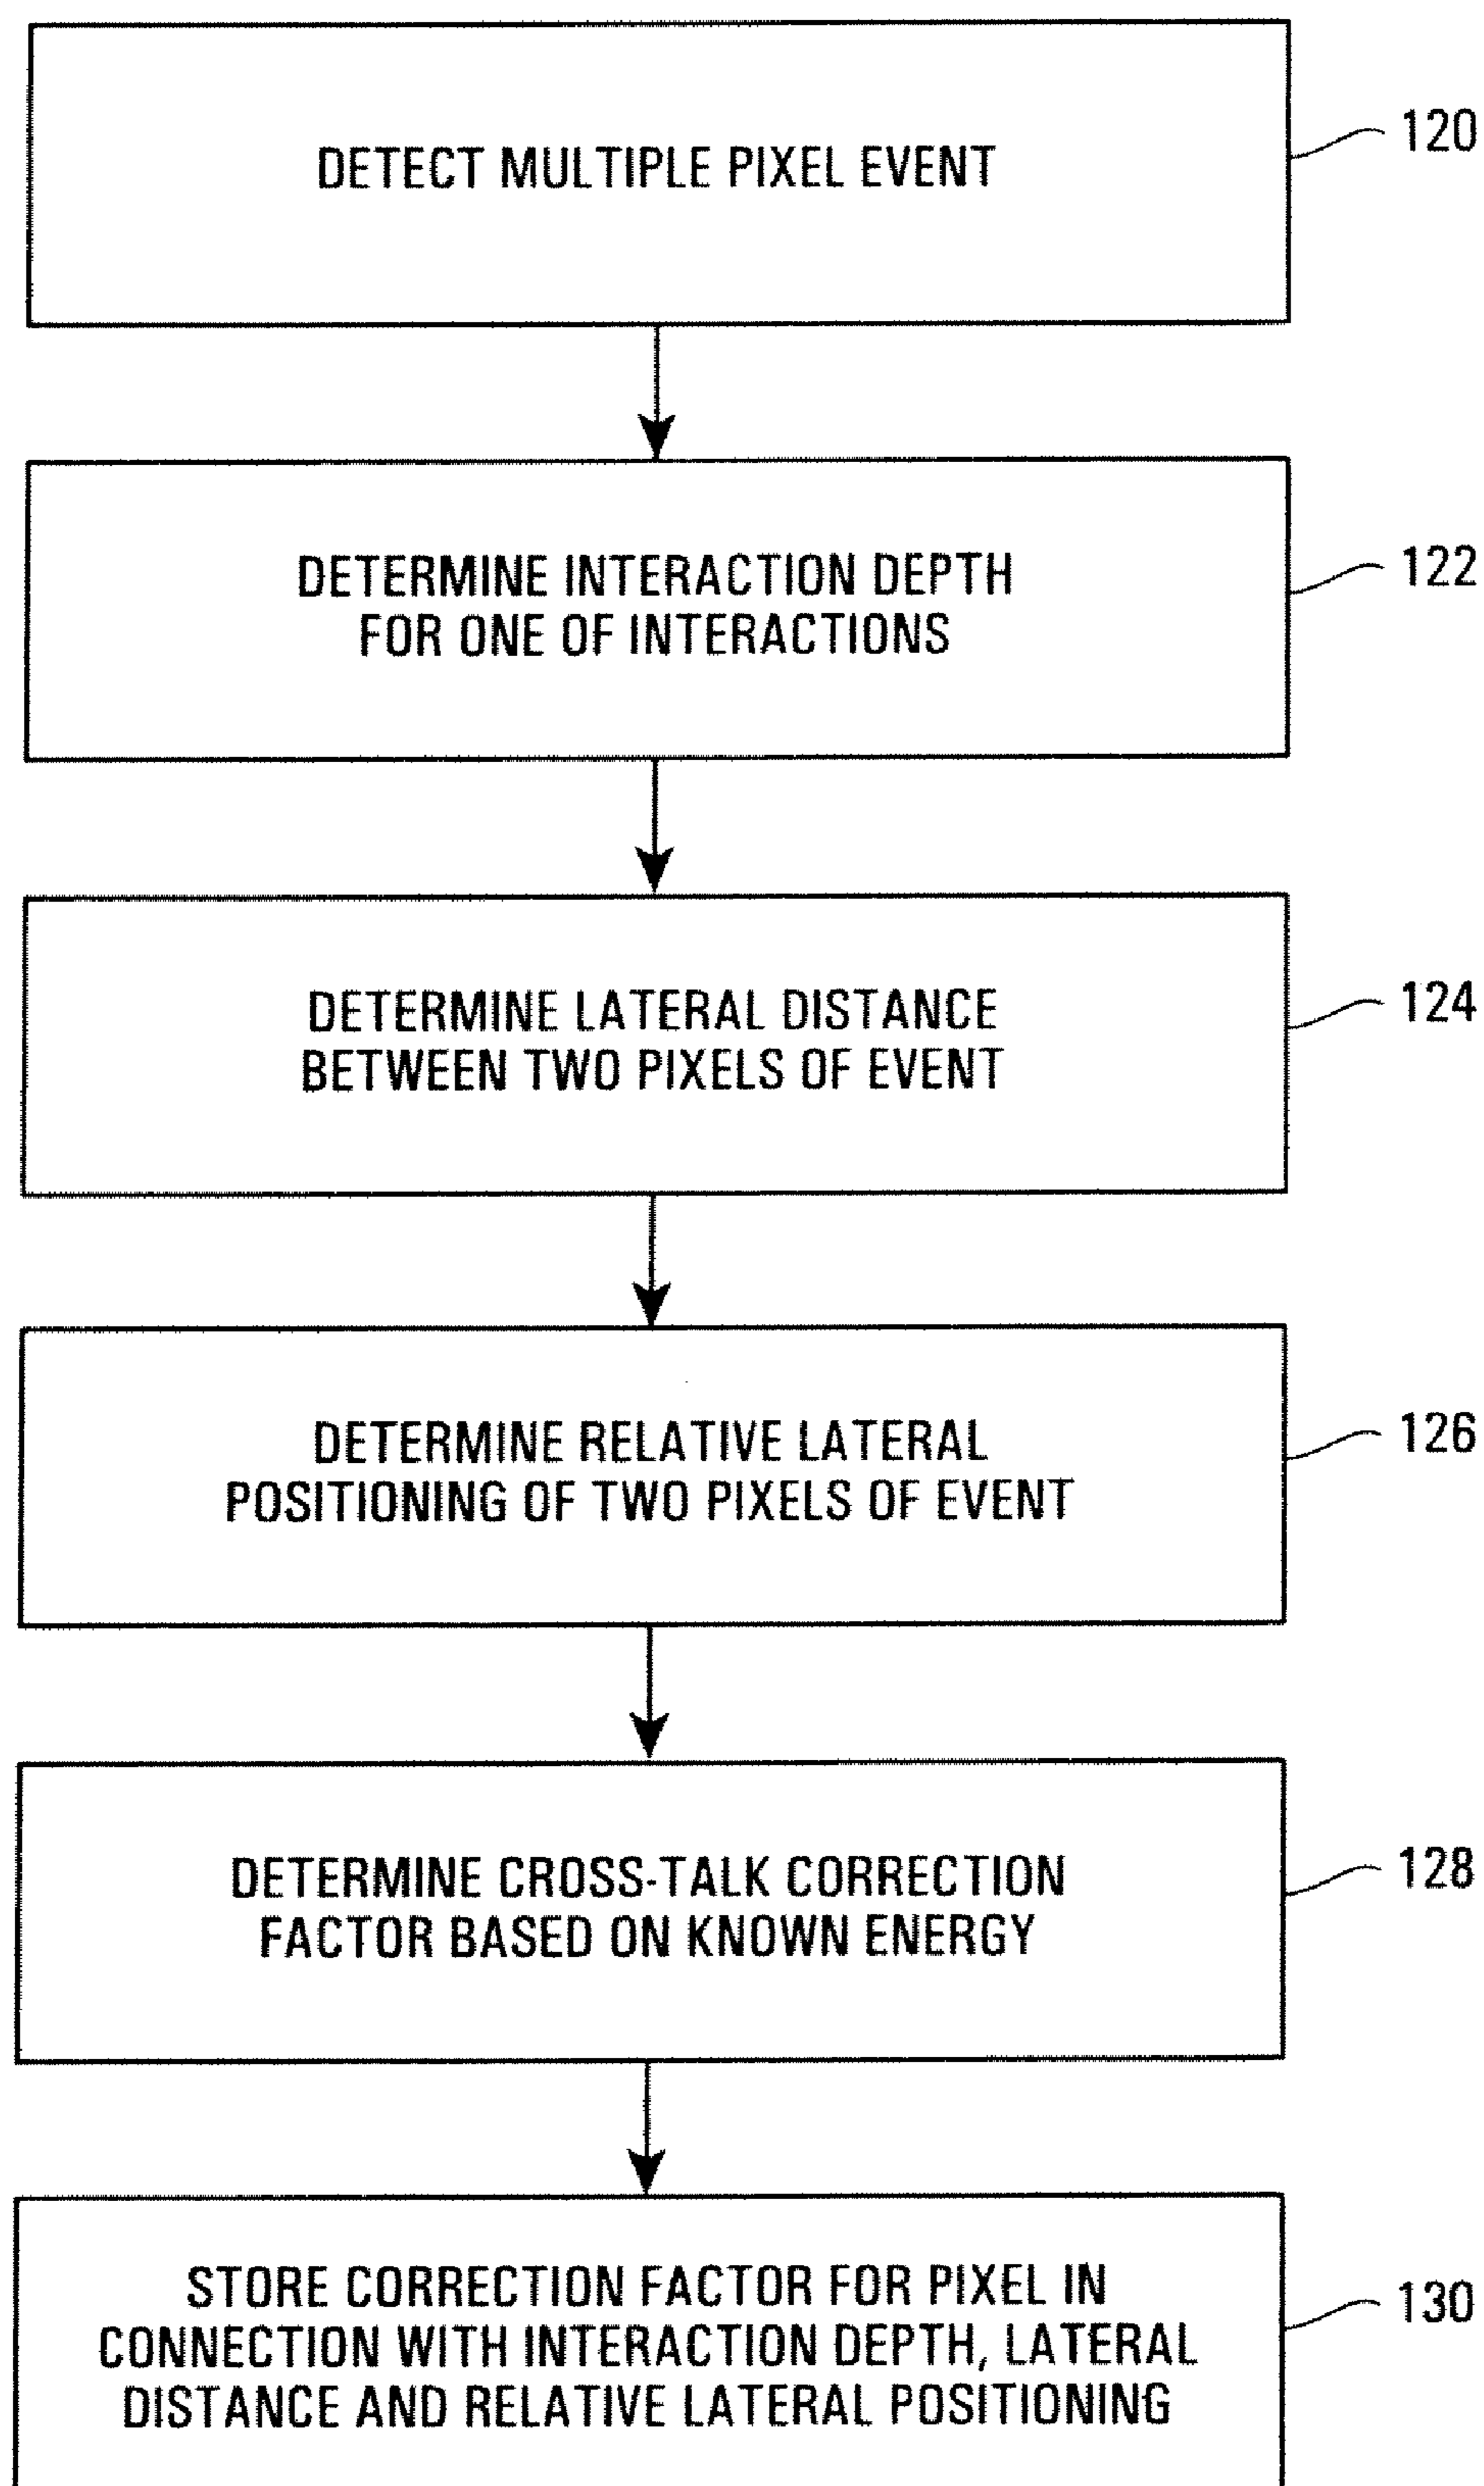 DETECT MULTIPLE PIXEL EVENT
120
DETERMINE INTERACTION DEPTH
FOR ONE OF INTERACTIONS
122
DETERMINE LATERAL DISTANCE
BETWEEN TWO PIXELS OF EVENT
124
DETERMINE RELATIVE LATERAL
POSITIONING OF TWO PIXELS OF EVENT
126
DETERMINE CROSS-TALK CORRECTION
FACTOR BASED ON KNOWN ENERGY
128
STORE CORRECTION FACTOR FOR PIXEL IN
CONNECTION WITH INTERACTION DEPTH, LATERAL
DISTANCE AND RELATIVE LATERAL POSITIONING
130